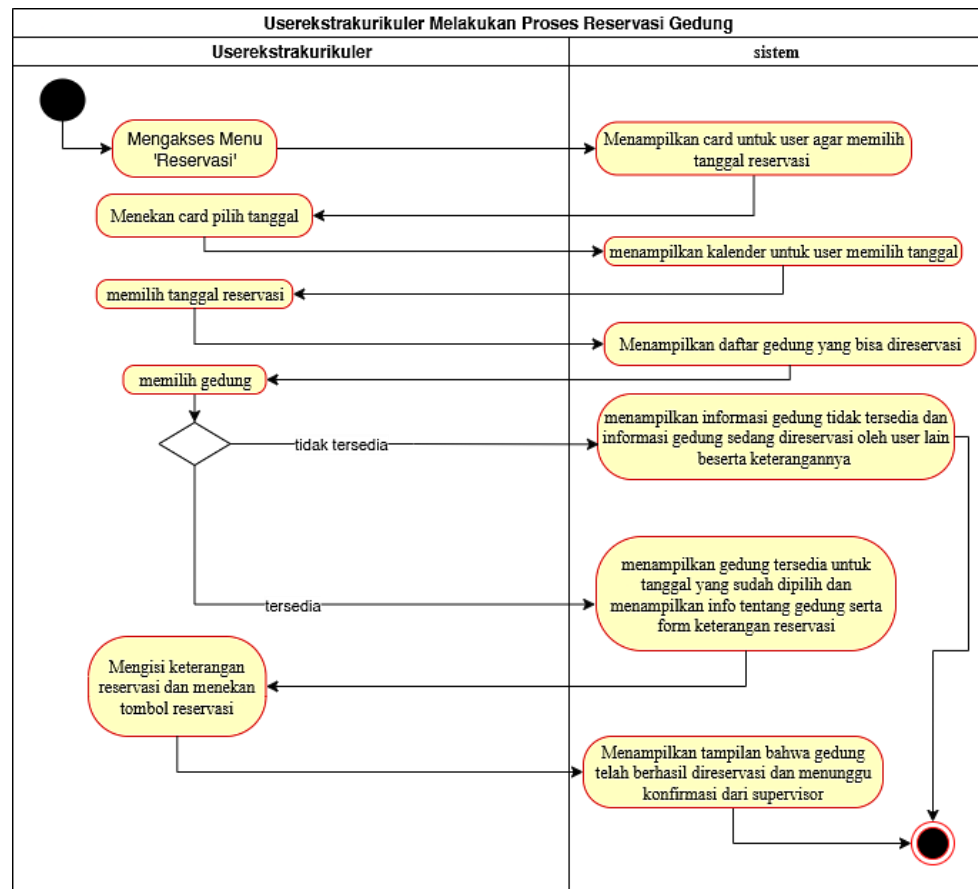 Userekstrakurikuler Melakukan Proses Reservasi Gedung
Userekstrakurikuler
sistem
Mengakses Menu
'Reservasi'
Menampilkan card untuk user agar memilih
tanggal reservasi
Menekan card pilih tanggal
menampilkan kalender untuk user memilih tanggal
memilih tanggal reservasi
Menampilkan daftar gedung yang bisa direservasi
memilih gedung
tidak tersedia
menampilkan informasi gedung tidak tersedia dan
informasi gedung sedang direservasi oleh user lain
beserta keterangannya
tersedia
menampilkan gedung tersedia untuk
tanggal yang sudah dipilih dan
menampilkan info tentang gedung serta
form keterangan reservasi
Mengisi keterangan
reservasi dan menekan
tombol reservasi
Menampilkan tampilan bahwa gedung
telah berhasil direservasi dan menunggu
konfirmasi dari supervisor